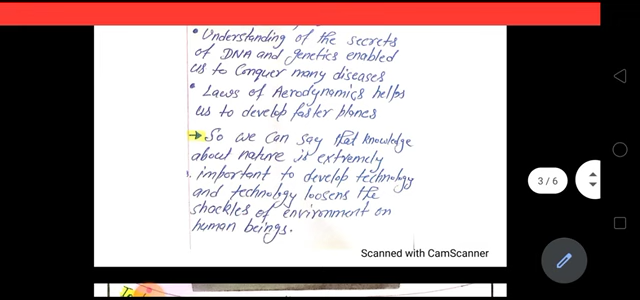 • Understanding of the secrets
of DNA and genetics enabled
us to Conquer many diseases
• Laws of Aerodynamics helps
us to develop faster planes
→ So we can say that knowledge
about nature is extremely
important to develop technology
and technology loosens the
shackles of environment on
human beings.
Scanned with CamScanner
3 / 6